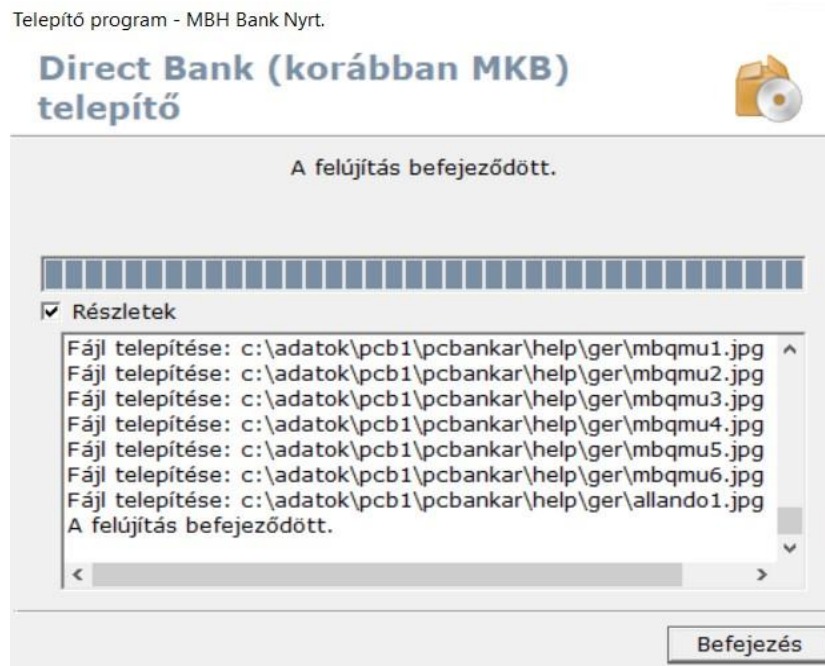 Telepítő program - MBH Bank Nyrt.
Direct Bank (korábban MKB)
telepítő
A felújítás befejeződött.
Részletek
Fájl telepítése: c:\adatok\pcb1\pcbankar\help\ger\mbqmu1.jpg
Fájl telepítése: c:\adatok\pcb1\pcbankar\help\ger\mbqmu2.jpg
Fájl telepítése: c:\adatok\pcb1\pcbankar\help\ger\mbqmu3.jpg
Fájl telepítése: c:\adatok\pcb1\pcbankar\help\ger\mbqmu4.jpg
Fájl telepítése: c:\adatok\pcb1\pcbankar\help\ger\mbqmu5.jpg
Fájl telepítése: c:\adatok\pcb1\pcbankar\help\ger\mbqmu6.jpg
Fájl telepítése: c:\adatok\pcb1\pcbankar\help\ger\allando1.jpg
A felújítás befejeződött.
Befejezés